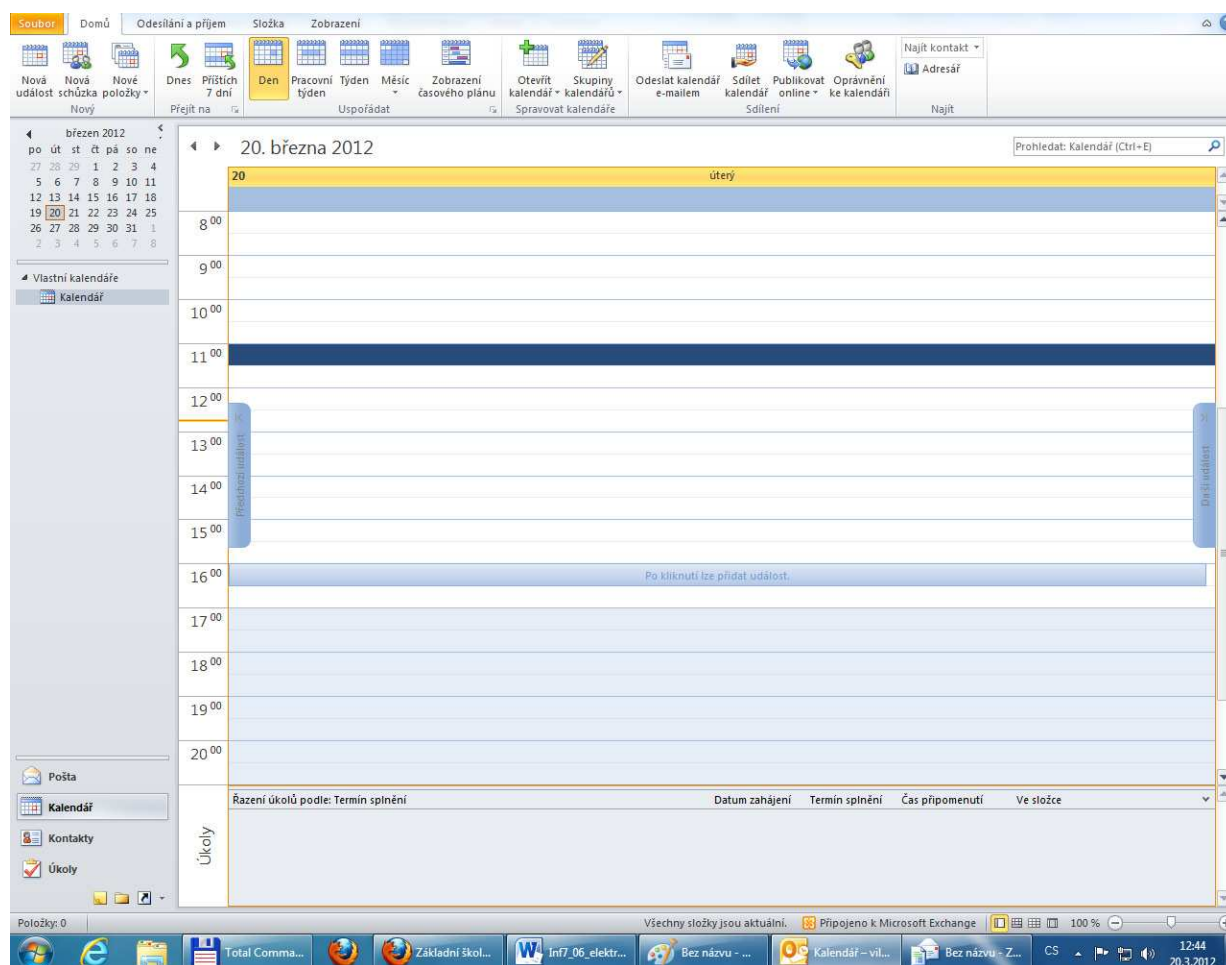 Soubor Domů Odesílání a příjem Složka Zobrazení
Nová událost Nová schůzka Nové položky
Nový
Dnes Příštích 7 dní
Přejít na
Den Pracovní týden Týden Měsíc Zobrazení časového plánu
Uspořádat
Otevřít kalendář Skupiny kalendářů
Spravovat kalendáře
Odeslat kalendář e-mailem Sdílet kalendář Publikovat online Oprávnění ke kalendáři
Sdílení
Najít kontakt
Adresář
Najít
březen 2012
po út st čt pá so ne
27 28 29 1 2 3 4
5 6 7 8 9 10 11
12 13 14 15 16 17 18
19 20 21 22 23 24 25
26 27 28 29 30 31 1
2 3 4 5 6 7 8
Vlastní kalendáře
Kalendář
Pošta
Kalendář
Kontakty
Úkoly
20. března 2012
Prohledat: Kalendář (Ctrl+E)
20 úterý
8 00
9 00
10 00
11 00
12 00
13 00
14 00
15 00
16 00
17 00
18 00
19 00
20 00
Předchozí událost
Další událost
Po kliknutí lze přidat událost.
Úkoly
Řazení úkolů podle: Termín splnění Datum zahájení Termín splnění Čas připomenutí Ve složce
Položky: 0 Všechny složky jsou aktuální. Připojeno k Microsoft Exchange 100 %
Total Comma... Základní škol... Inf7_06_elektr... Bez názvu - ... Kalendář – vil... Bez názvu - Z... CS 12:44
20.3.2012